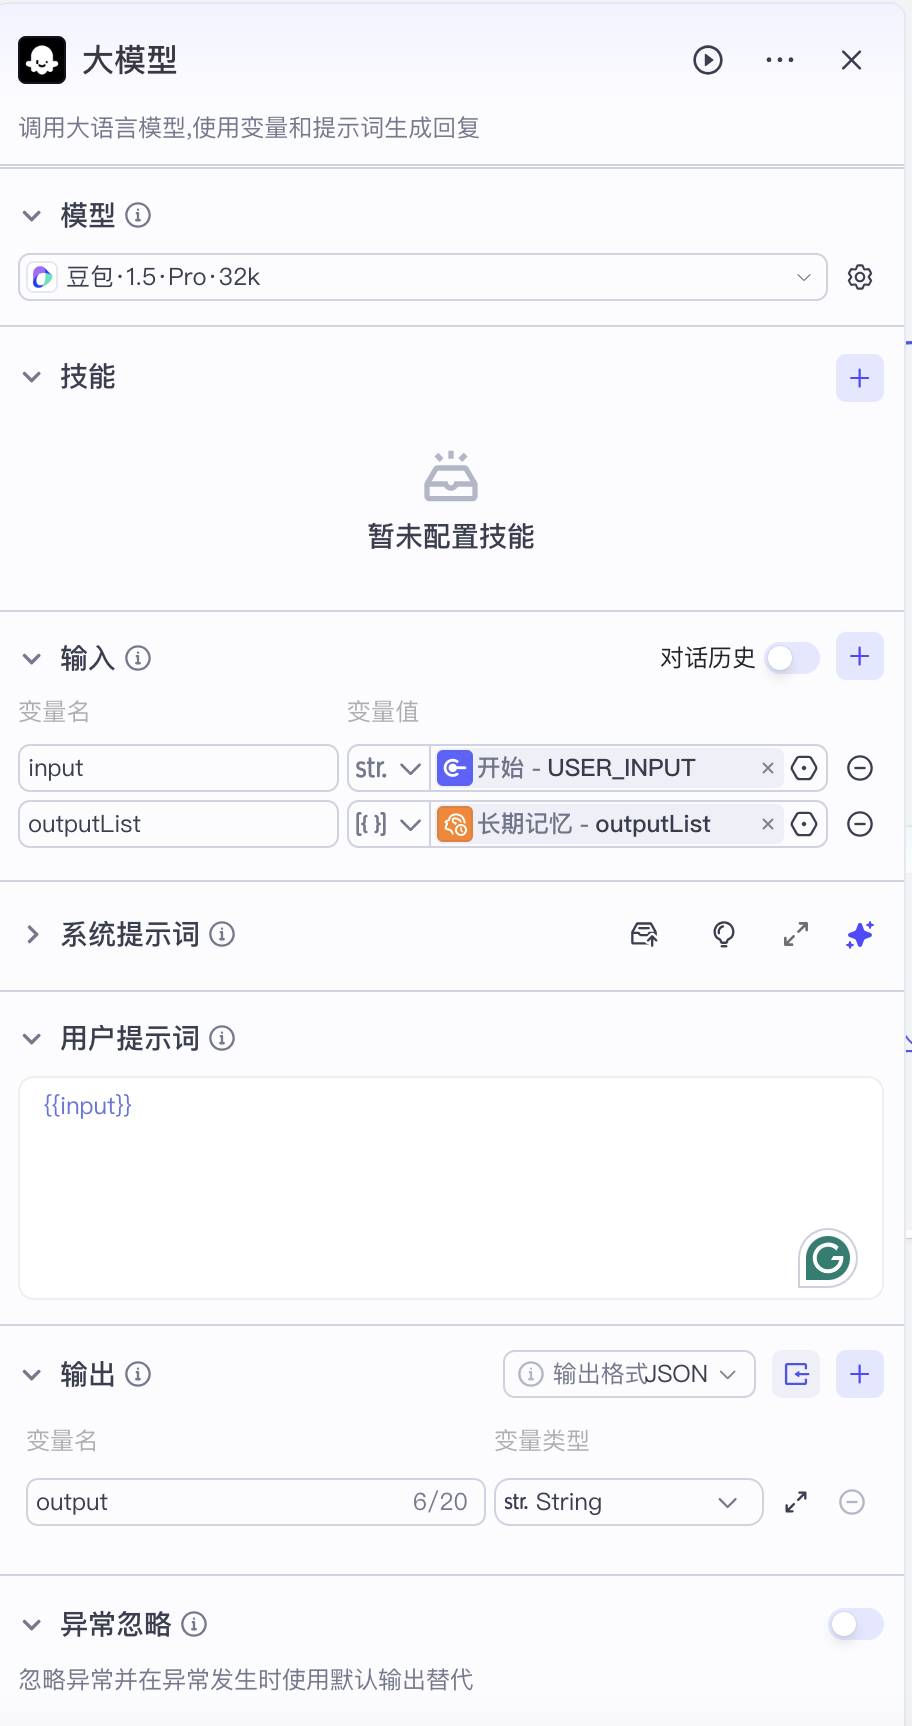 大模型
调用大语言模型,使用变量和提示词生成回复
模型
豆包·1.5·Pro·32k
技能
暂未配置技能
输入
对话历史
变量名 变量值
input str. 开始 - USER_INPUT
outputList [{ }] 长期记忆 - outputList
系统提示词
用户提示词
{{input}}
输出 输出格式JSON
变量名 变量类型
output 6/20 str. String
异常忽略
忽略异常并在异常发生时使用默认输出替代